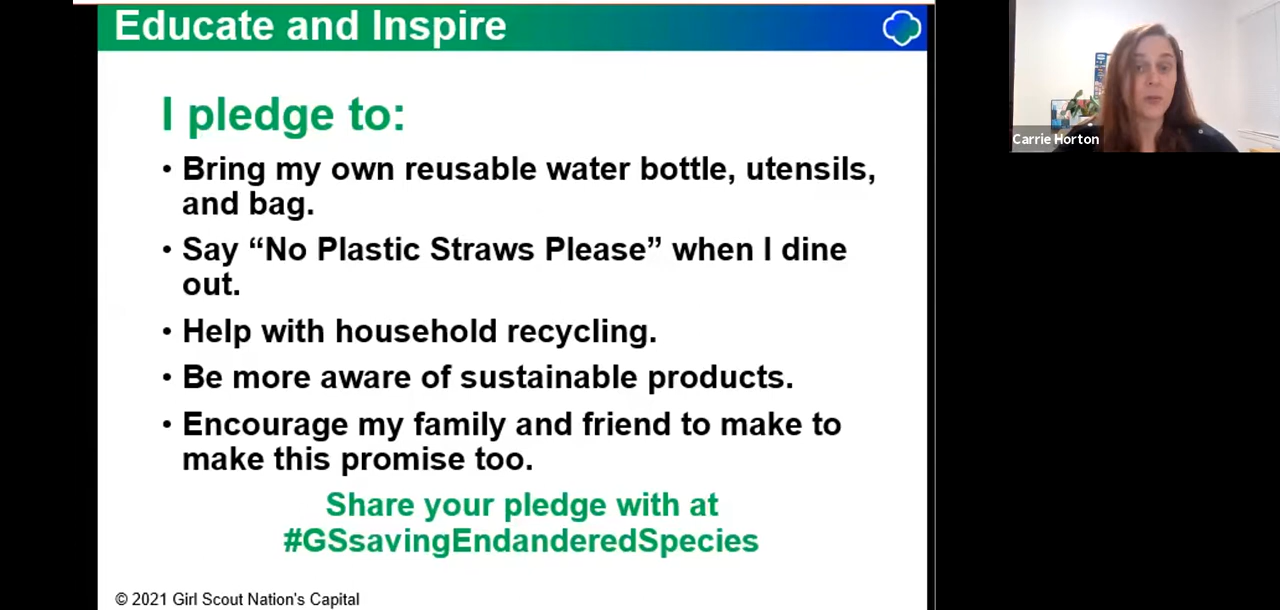 Educate and Inspire
I pledge to:
• Bring my own reusable water bottle, utensils,
and bag.
• Say “No Plastic Straws Please” when I dine
out.
• Help with household recycling.
• Be more aware of sustainable products.
• Encourage my family and friend to make to
make this promise too.
Share your pledge with at
#GSsavingEndanderedSpecies
© 2021 Girl Scout Nation's Capital
Carrie Horton